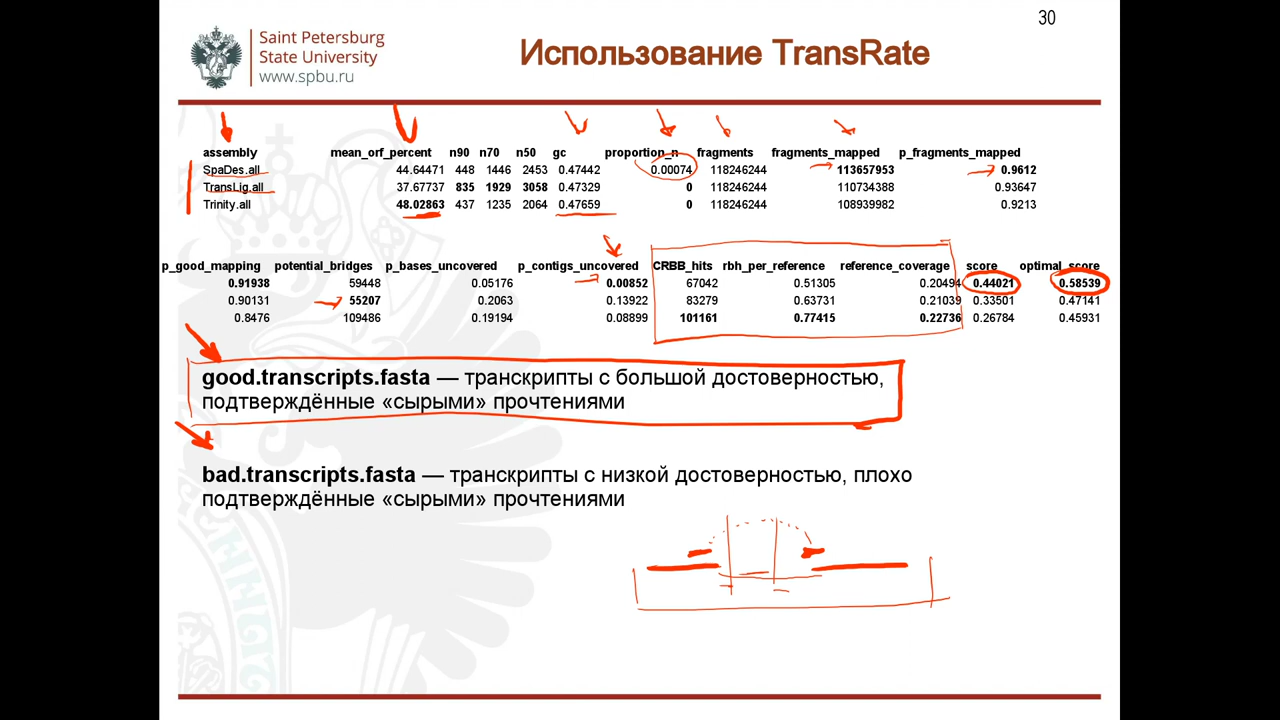 30
Saint Petersburg
State University
www.spbu.ru
Использование TransRate
assembly mean_orf_percent n90 n70 n50 gc proportion_n fragments fragments_mapped p_fragments_mapped
SpaDes.all 44.64471 448 1446 2453 0.47442 0.00074 118246244 113657953 0.9612
TransLig.all 37.67737 835 1929 3058 0.47329 0 118246244 110734388 0.93647
Trinity.all 48.02863 437 1235 2064 0.47659 0 118246244 108939982 0.9213
p_good_mapping potential_bridges p_bases_uncovered p_contigs_uncovered CRBB_hits rbh_per_reference reference_coverage score optimal_score
0.91938 59448 0.05176 0.00852 67042 0.51305 0.20494 0.44021 0.58539
0.90131 55207 0.2063 0.13922 83279 0.63731 0.21039 0.33501 0.47141
0.8476 109486 0.19194 0.08899 101161 0.77415 0.22736 0.26784 0.45931
good.transcripts.fasta — транскрипты с большой достоверностью,
подтверждённые «сырыми» прочтениями
bad.transcripts.fasta — транскрипты с низкой достоверностью, плохо
подтверждённые «сырыми» прочтениями